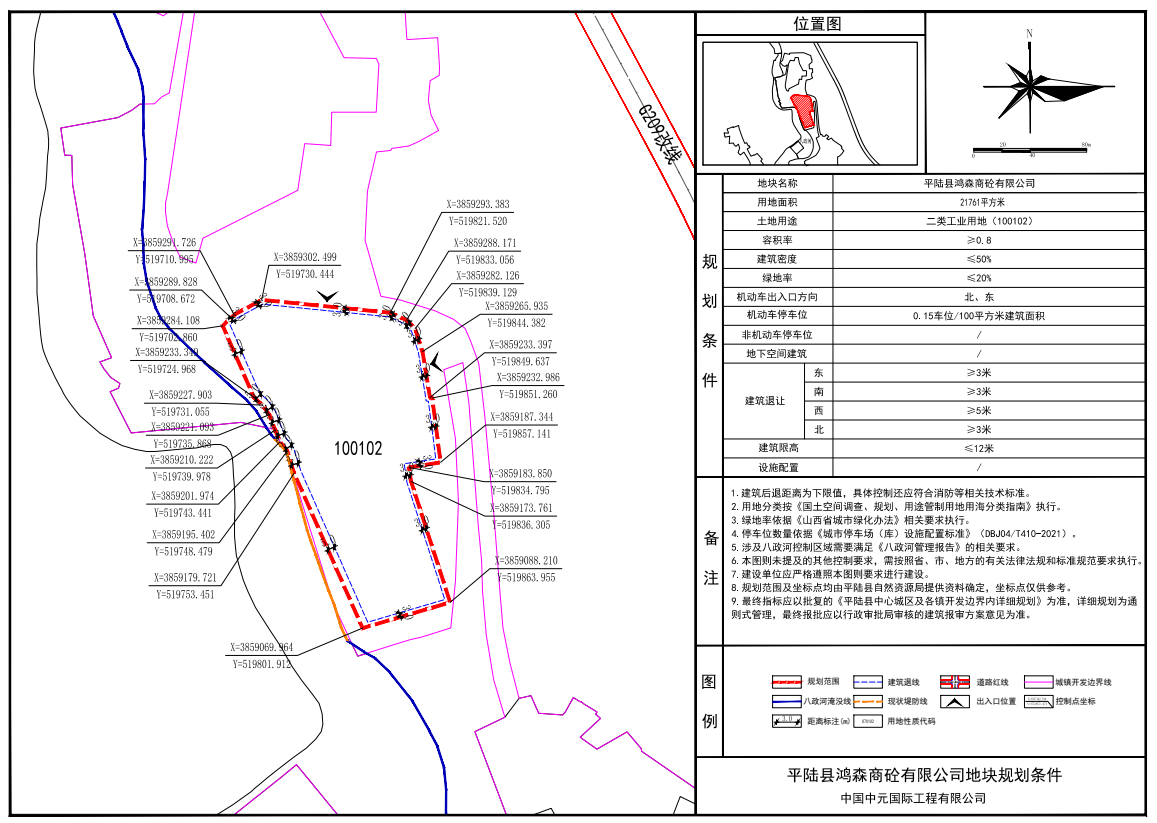 G209改线
X=3859293.383
Y=519821.520
X=3859291.726
Y=519710.995
X=3859302.499
Y=519730.444
X=3859288.171
Y=519833.056
X=3859289.828
Y=519708.672
X=3859282.126
Y=519839.129
X=3859284.108
Y=519702.860
X=3859265.935
Y=519844.382
Y=519724.968
X=3859233.397
Y=519849.637
X=3859227.903
Y=519731.055
X=3859232.986
Y=519851.260
X=3859221.093
Y=519735.868
X=3859187.344
Y=519857.141
100102
X=3859210.222
Y=519739.978
X=3859183.850
Y=519834.795
X=3859201.974
Y=519743.441
X=3859173.761
Y=519836.305
X=3859195.402
Y=519748.479
X=3859088.210
Y=519863.955
X=3859179.721
Y=519753.451
X=3859069.964
Y=519801.912
位置图
N
0 20 40 80m
规划条件
地块名称 平陆县鸿森商砼有限公司
用地面积 21761平方米
土地用途 二类工业用地（100102）
容积率 ≥0.8
建筑密度 ≤50%
绿地率 ≤20%
机动车出入口方向 北、东
机动车停车位 0.15车位/100平方米建筑面积
非机动车停车位 /
地下空间建筑 /
建筑退让
东 ≥3米
南 ≥3米
西 ≥5米
北 ≥3米
建筑限高 ≤12米
设施配置 /
备注
1.建筑后退距离为下限值，具体控制还应符合消防等相关技术标准。
2.用地分类按《国土空间调查、规划、用途管制用地用海分类指南》执行。
3.绿地率依据《山西省城市绿化办法》相关要求执行。
4.停车位数量依据《城市停车场（库）设施配置标准》（DBJ04/T410-2021）。
5.涉及八政河控制区域需要满足《八政河管理报告》的相关要求。
6.本图则未提及的其他控制要求，需按照省、市、地方的有关法律法规和标准规范要求执行。
7.建设单位应严格遵照本图则要求进行建设。
8.规划范围及坐标点均由平陆县自然资源局提供资料确定，坐标点仅供参考。
9.最终指标应以批复的《平陆县中心城区及各镇开发边界内详细规划》为准，详细规划为通
则式管理，最终报批应以行政审批局审核的建筑报审方案意见为准。
图例
规划范围 建筑退线 道路红线 城镇开发边界线
八政河淹没线 现状堤防线 出入口位置 控制点坐标
3.0 距离标注(m) 用地性质代码
平陆县鸿森商砼有限公司地块规划条件
中国中元国际工程有限公司